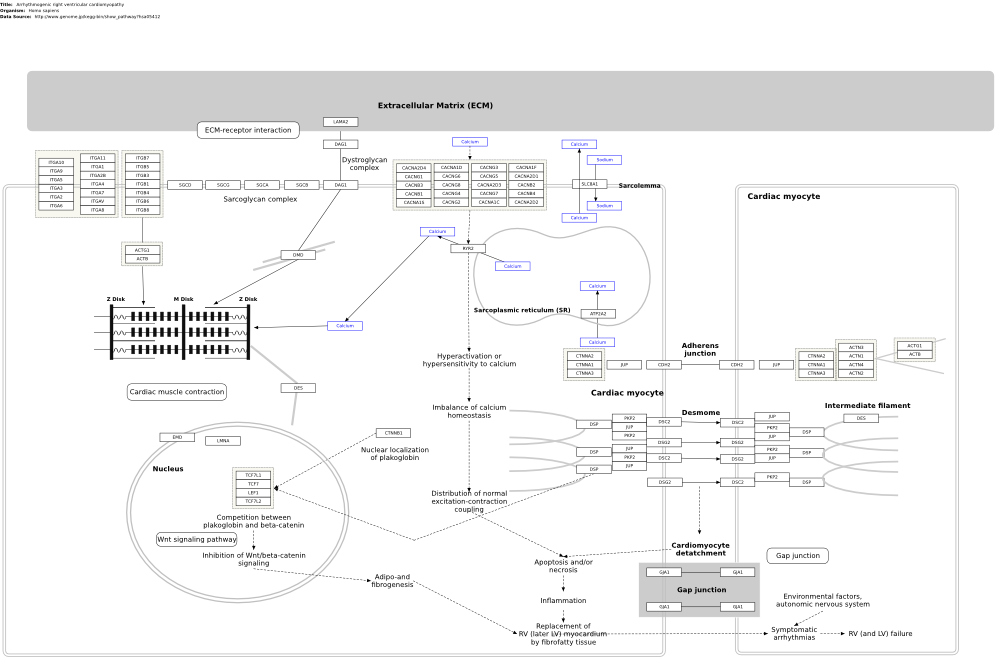 Title: Arrhythmogenic right ventricular cardiomyopathy
Organism: Homo sapiens
Data Source: http://www.genome.jp/kegg-bin/show_pathway?hsa05412
Extracellular Matrix (ECM)
ECM-receptor interaction
LAMA2
DAG1
Dystroglycan
complex
Calcium
Calcium
Sodium
SLC8A1
Sarcolemma
Sodium
Calcium
ITGA10
ITGA9
ITGA5
ITGA3
ITGA2
ITGA6
ITGA11
ITGA1
ITGA2B
ITGA4
ITGA7
ITGAV
ITGA8
ITGB7
ITGB5
ITGB3
ITGB1
ITGB4
ITGB6
ITGB8
SGCD
SGCG
SGCA
SGCB
DAG1
Sarcoglycan complex
CACNA2D4
CACNG1
CACNB3
CACNB1
CACNA1S
CACNA1D
CACNG6
CACNG8
CACNG4
CACNG2
CACNG3
CACNG5
CACNA2D3
CACNG7
CACNA1C
CACNA1F
CACNA2D1
CACNB2
CACNB4
CACNA2D2
Cardiac myocyte
ACTG1
ACTB
DMD
Calcium
RYR2
Calcium
Calcium
Sarcoplasmic reticulum (SR)
ATP2A2
Calcium
Z Disk
M Disk
Z Disk
Calcium
Hyperactivation or
hypersensitivity to calcium
CTNNA2
CTNNA1
CTNNA3
JUP
CDH2
Adherens
junction
CDH2
JUP
CTNNA2
CTNNA1
CTNNA3
ACTN3
ACTN1
ACTN4
ACTN2
ACTG1
ACTB
Cardiac muscle contraction
DES
Cardiac myocyte
Imbalance of calcium
homeostasis
Desmome
Intermediate filament
DES
DSP
PKP2
JUP
PKP2
DSC2
DSC2
JUP
PKP2
JUP
DSP
DSP
JUP
PKP2
JUP
DSG2
DSG2
DSC2
DSG2
PKP2
JUP
DSP
DSP
DSG2
DSC2
PKP2
DSP
EMD
LMNA
CTNNB1
Nuclear localization
of plakoglobin
Nucleus
TCF7L1
TCF7
LEF1
TCF7L2
Competition between
plakoglobin and beta-catenin
Wnt signaling pathway
Inhibition of Wnt/beta-catenin
signaling
Adipo-and
fibrogenesis
Distribution of normal
excitation-contraction
coupling
Apoptosis and/or
necrosis
Inflammation
Replacement of
RV (later LV) myocardium
by fibrofatty tissue
Cardiomyocyte
detatchment
Gap junction
GJA1
GJA1
Gap junction
GJA1
GJA1
Environmental factors,
autonomic nervous system
Symptomatic
arrhythmias
RV (and LV) failure